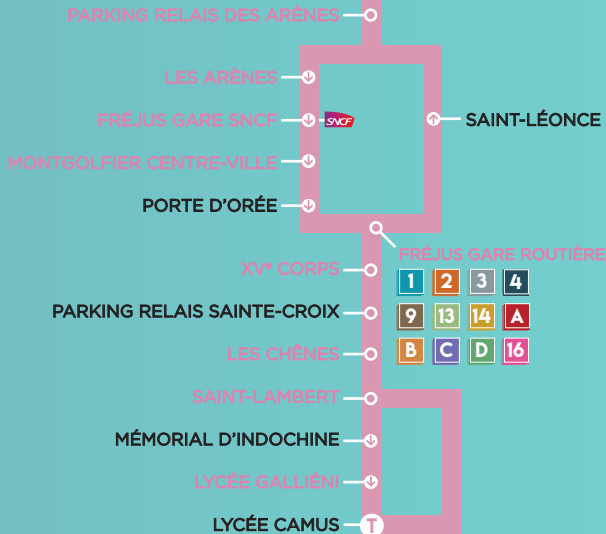 PARKING RELAIS DES ARÈNES
LES ARÈNES
FRÉJUS GARE SNCF
SNCF
SAINT-LÉONCE
MONTGOLFIER CENTRE-VILLE
PORTE D'ORÉE
FRÉJUS GARE ROUTIÈRE
XVᵉ CORPS
1 2 3 4
PARKING RELAIS SAINTE-CROIX
9 13 14 A
LES CHÊNES
B C D 16
SAINT-LAMBERT
MÉMORIAL D'INDOCHINE
LYCÉE GALLIÉNI
LYCÉE CAMUS
T